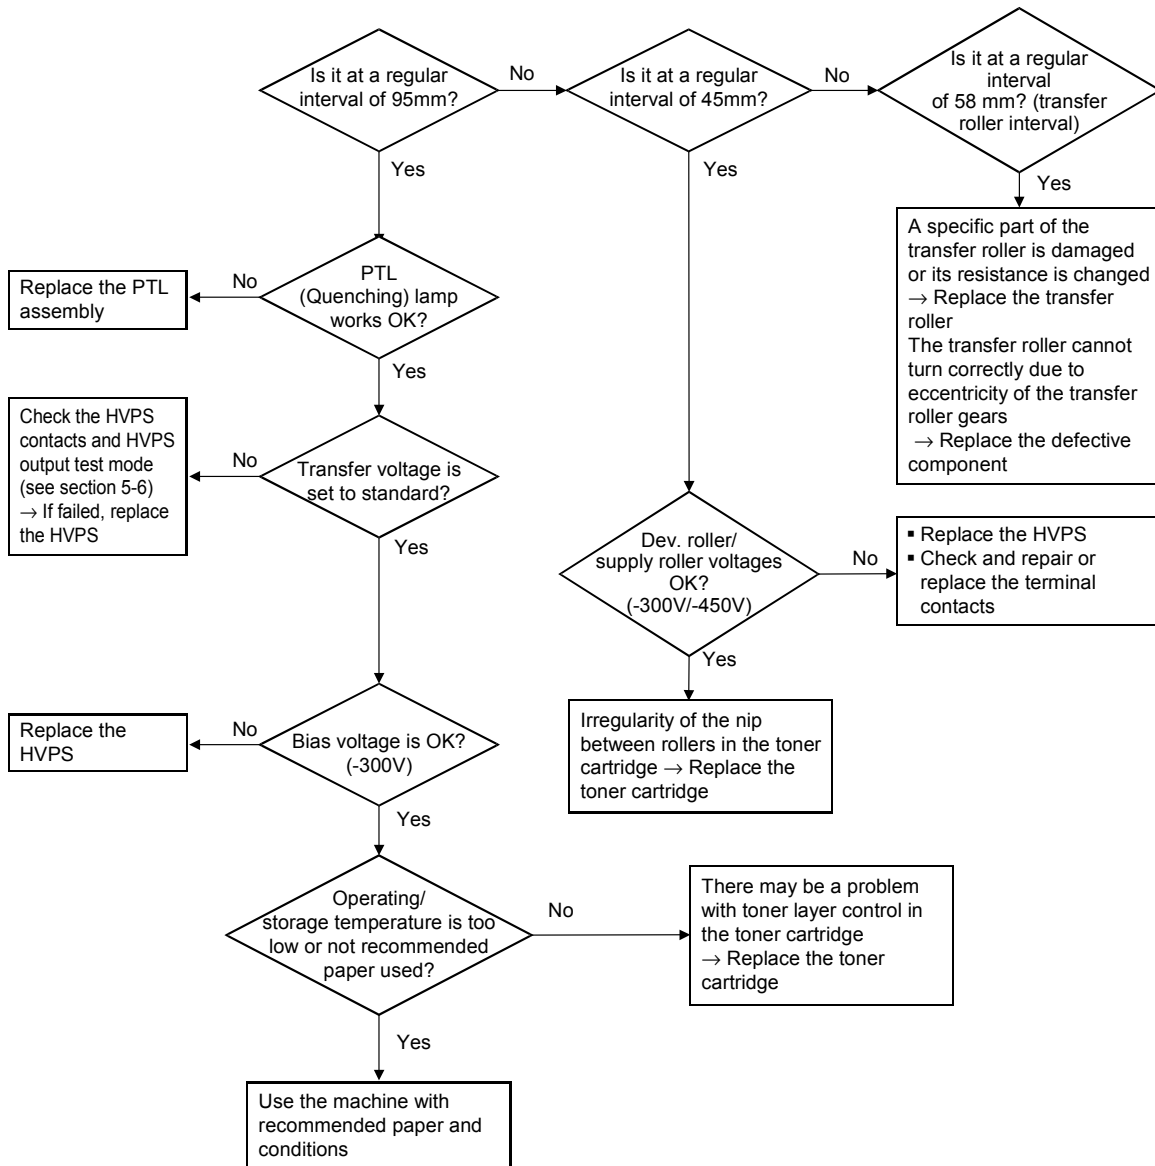 Is it at a regular
interval of 95mm?
No
Is it at a regular
interval of 45mm?
No
Is it at a regular
interval
of 58 mm? (transfer
roller interval)
Yes
Yes
Yes
A specific part of the
transfer roller is damaged
or its resistance is changed
→ Replace the transfer
roller
The transfer roller cannot
turn correctly due to
eccentricity of the transfer
roller gears
→ Replace the defective
component
PTL
(Quenching) lamp
works OK?
No
Replace the PTL
assembly
Yes
Transfer voltage is
set to standard?
No
Check the HVPS
contacts and HVPS
output test mode
(see section 5-6)
→ If failed, replace
the HVPS
Yes
Dev. roller/
supply roller voltages
OK?
(-300V/-450V)
No
▪ Replace the HVPS
▪ Check and repair or
replace the terminal
contacts
Yes
Irregularity of the nip
between rollers in the toner
cartridge → Replace the
toner cartridge
Bias voltage is OK?
(-300V)
No
Replace the
HVPS
Yes
Operating/
storage temperature is too
low or not recommended
paper used?
No
There may be a problem
with toner layer control in
the toner cartridge
→ Replace the toner
cartridge
Yes
Use the machine with
recommended paper and
conditions